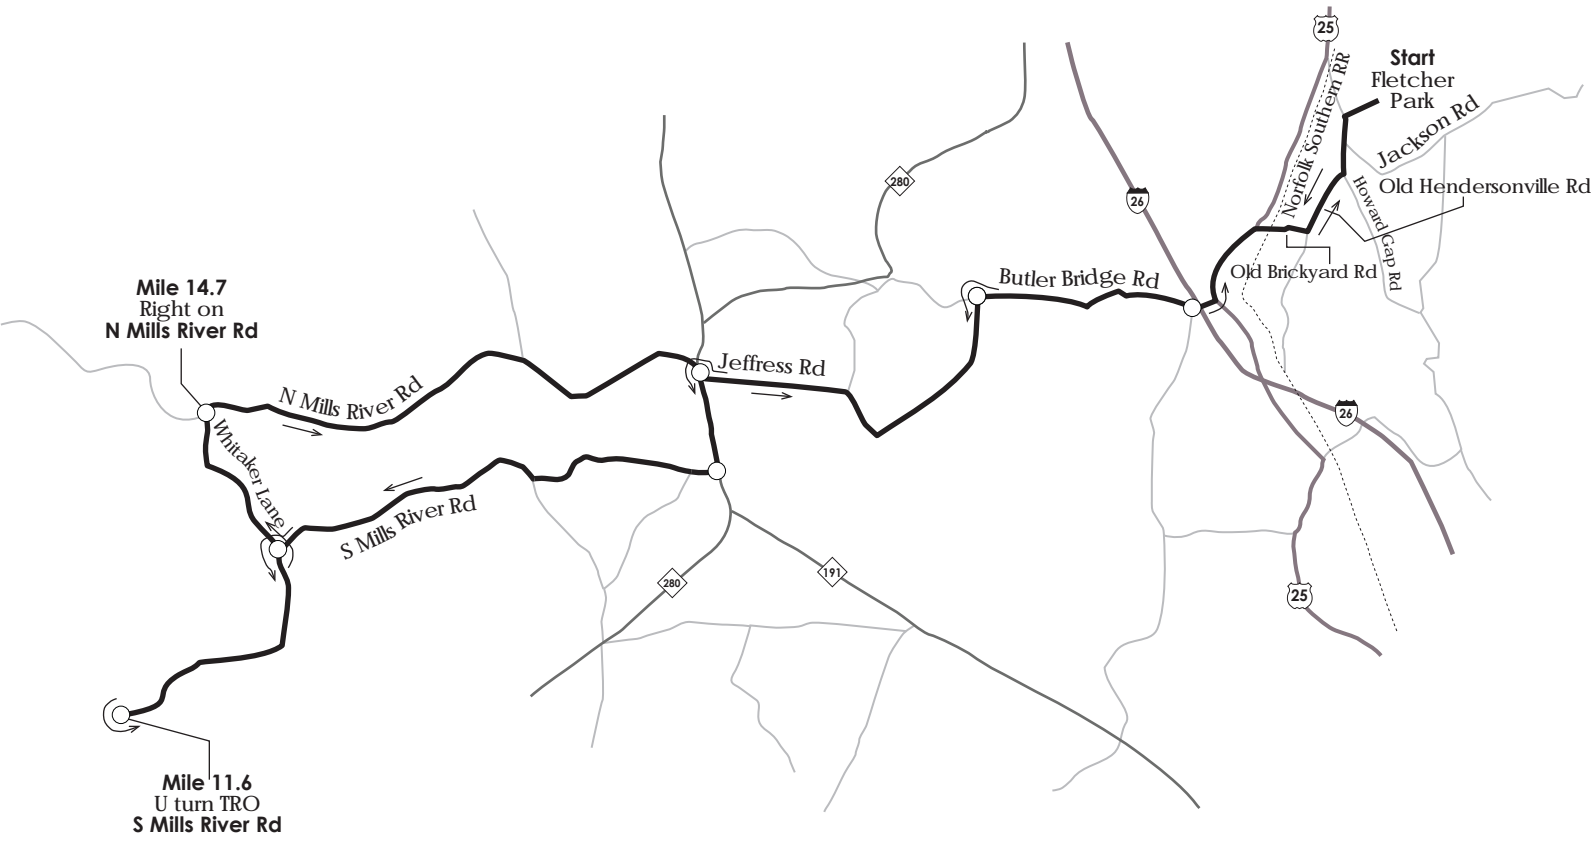 25
Start
Fletcher
Park
Norfolk Southern RR
Jackson Rd
280
26
Old Hendersonville Rd
Howard Gap Rd
Old Brickyard Rd
Butler Bridge Rd
Mile 14.7
Right on
N Mills River Rd
Jeffress Rd
N Mills River Rd
26
Whitaker Lane
S Mills River Rd
280
191
25
Mile 11.6
U turn TRO
S Mills River Rd